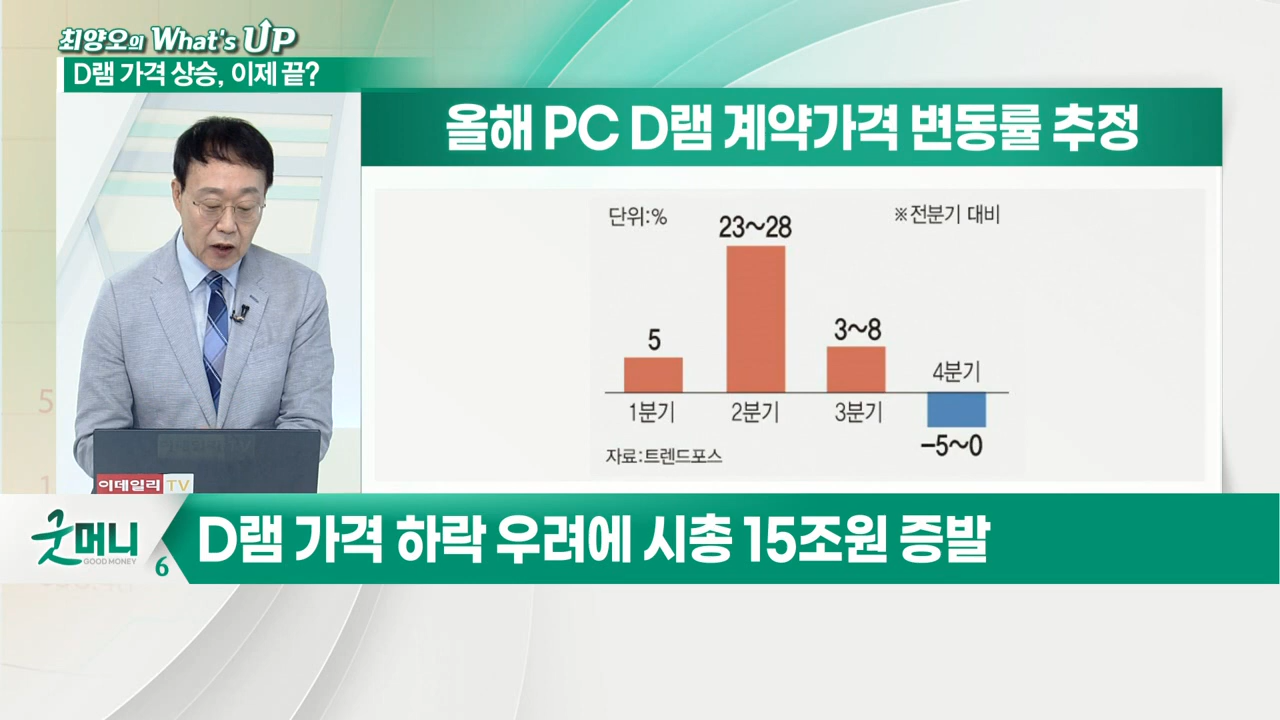 최양오의 What's UP
D램 가격 상승, 이제 끝?
올해 PC D램 계약가격 변동률 추정
단위:%
※전분기 대비
23~28
5
3~8
4분기
1분기
2분기
3분기
-5~0
자료:트렌드포스
이데일리TV
굿머니
GOOD MONEY
6
D램 가격 하락 우려에 시총 15조원 증발